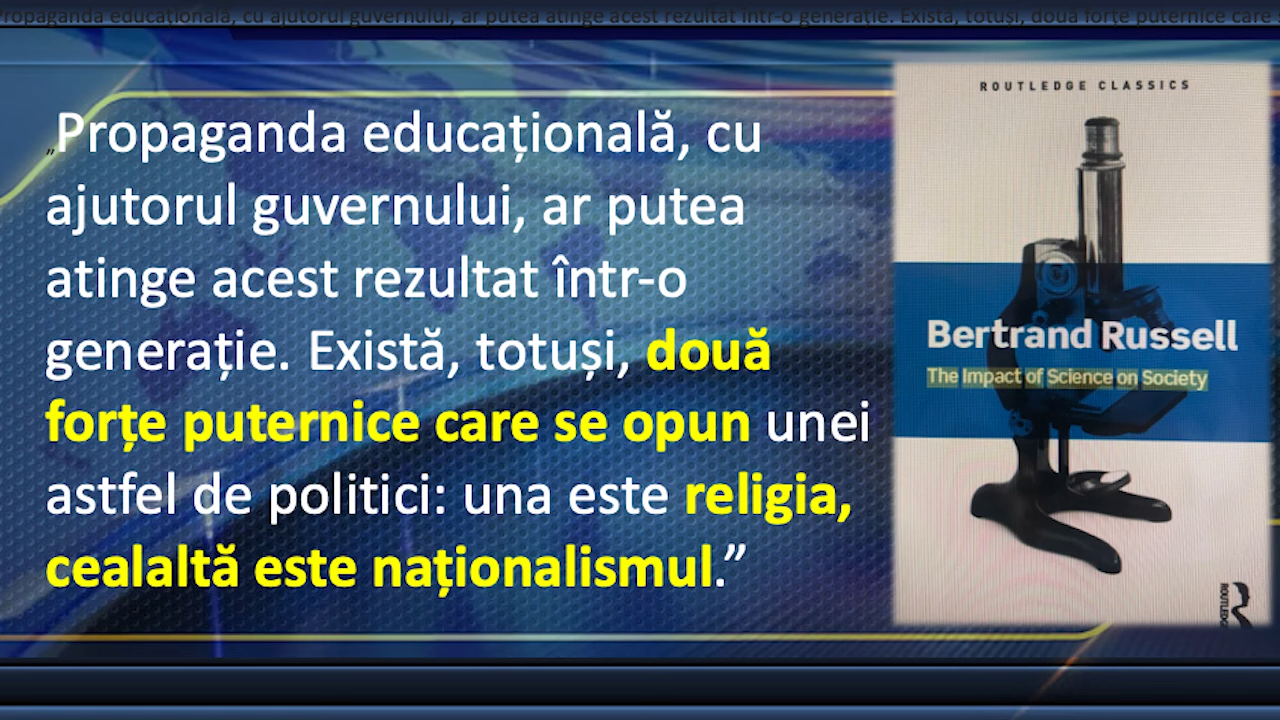 Propaganda educațională, cu ajutorul guvernului, ar putea atinge acest rezultat într-o generație. Există, totuși, două forțe puternice care
„Propaganda educațională, cu
ajutorul guvernului, ar putea
atinge acest rezultat într-o
generație. Există, totuși, două
forțe puternice care se opun unei
astfel de politici: una este religia,
cealaltă este naționalismul.”
ROUTLEDGE CLASSICS
Bertrand Russell
The Impact of Science on Society
ROUTLEDGE